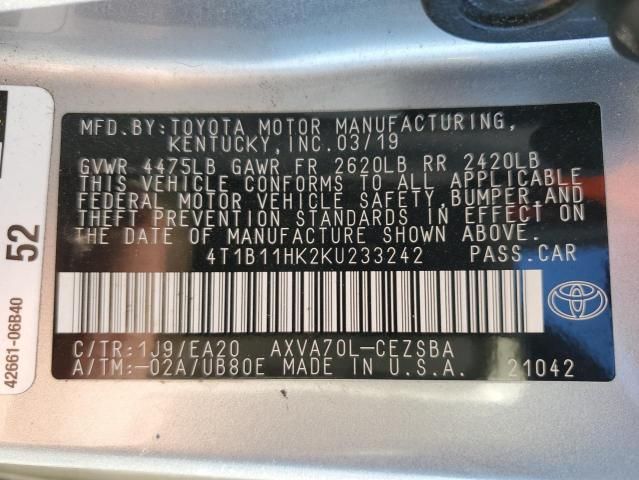 MFD.BY:TOYOTA MOTOR MANUFACTURING,
KENTUCKY,INC.03/19
GVWR 4475LB GAWR FR 2620LB RR 2420LB
THIS VEHICLE CONFORMS TO ALL APPLICABLE
FEDERAL MOTOR VEHICLE SAFETY,BUMPER,AND
THEFT PREVENTION STANDARDS IN EFFECT ON
THE DATE OF MANUFACTURE SHOWN ABOVE.
4T1B11HK2KU233242 PASS.CAR
C/TR:1J9/EA20 AXVA70L-CEZSBA
A/TM:-02A/UB80E MADE IN U.S.A. 21042
52
42661-06B40